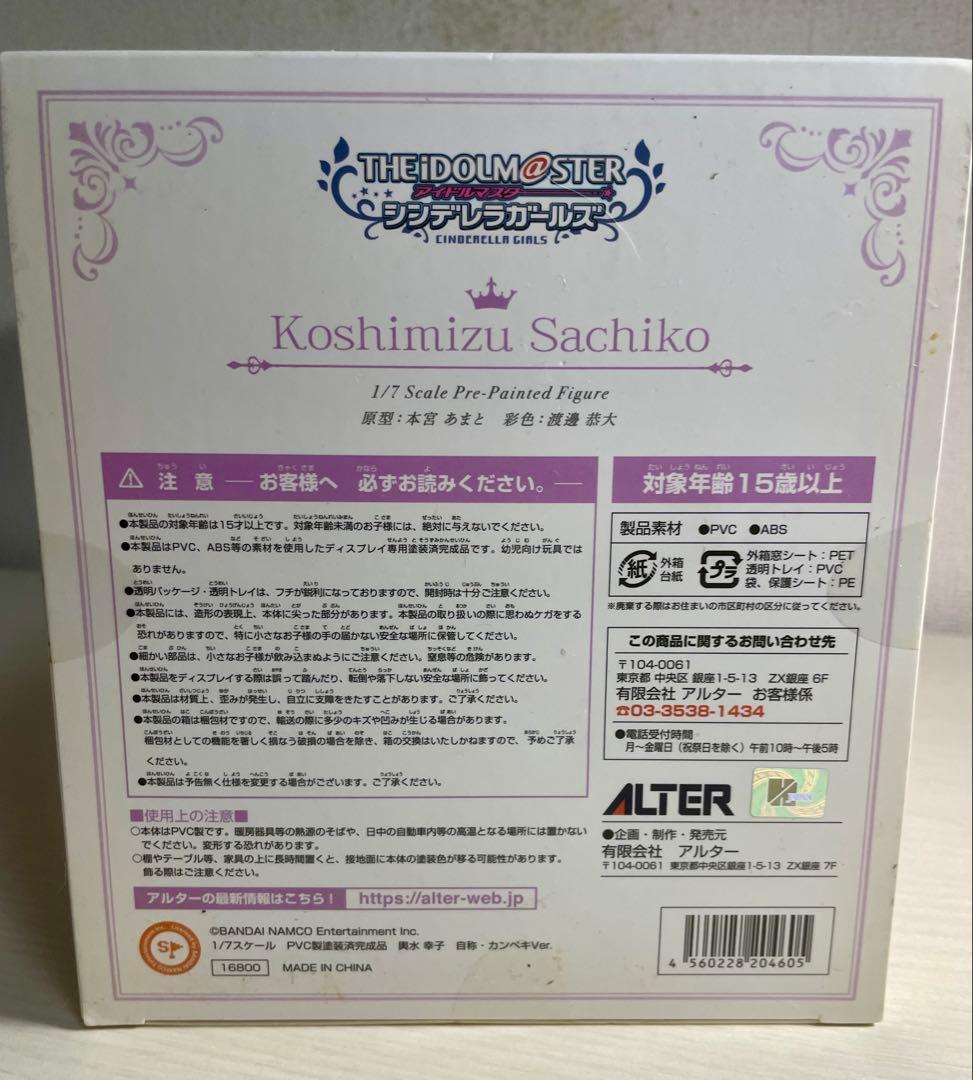 THE iDOLM@STER
アイドルマスター
シンデレラガールズ
CINDERELLA GIRLS
Koshimizu Sachiko
1/7 Scale Pre-Painted Figure
原型：本宮 あまと　彩色：渡邊 恭大
⚠ 注 意 ― お客様へ 必ずお読みください。―
●本製品の対象年齢は15才以上です。対象年齢未満のお子様には、絶対に与えないでください。
●本製品はPVC、ABS等の素材を使用したディスプレイ専用塗装済完成品です。幼児向け玩具では
ありません。
●透明パッケージ・透明トレイは、フチが鋭利になっておりますので、開封時は十分ご注意ください。
●本製品には、造形の表現上、本体に尖った部分があります。本製品の取り扱いの際に思わぬケガをする
恐れがありますので、特に小さなお子様の手の届かない安全な場所に保管してください。
●細かい部品は、小さなお子様が飲み込まぬようにご注意ください。窒息等の危険があります。
●本製品をディスプレイする際は誤って踏んだり、転倒や落下しない安全な場所に飾ってください。
●本製品は材質上、歪みが発生し、自立に支障をきたすことがあります。ご了承ください。
●本製品の箱は梱包材ですので、輸送の際に多少のキズや凹みが生じる場合があります。
梱包材としての機能を著しく損なう破損の場合を除き、箱の交換はいたしかねますので、予めご了承
ください。
●本製品は予告無く仕様を変更する場合がございます。ご了承ください。
■使用上の注意■
○本体はPVC製です。暖房器具等の熱源のそばや、日中の自動車内等の高温となる場所には置かない
でください。変形する恐れがあります。
○棚やテーブル等、家具の上に長時間置くと、接地面に本体の塗装色が移る可能性があります。
飾る際はご注意ください。
アルターの最新情報はこちら！ https://alter-web.jp
対象年齢15歳以上
製品素材 ●PVC ●ABS
紙 外箱
台紙
プラ 外箱窓シート：PET
透明トレイ：PVC
袋、保護シート：PE
※廃棄する際はお住まいの市区町村の区分に従ってください。
この商品に関するお問い合わせ先
〒104-0061
東京都 中央区 銀座1-5-13 ZX銀座 6F
有限会社 アルター お客様係
☎03-3538-1434
●電話受付時間
月～金曜日（祝祭日を除く）午前10時～午後5時
ALTER
●企画・制作・発売元
有限会社 アルター
〒104-0061 東京都中央区銀座1-5-13 ZX銀座 7F
©BANDAI NAMCO Entertainment Inc.
1/7スケール PVC製塗装済完成品 輿水 幸子 自称・カンペキVer.
16800 MADE IN CHINA
4 560228 204605